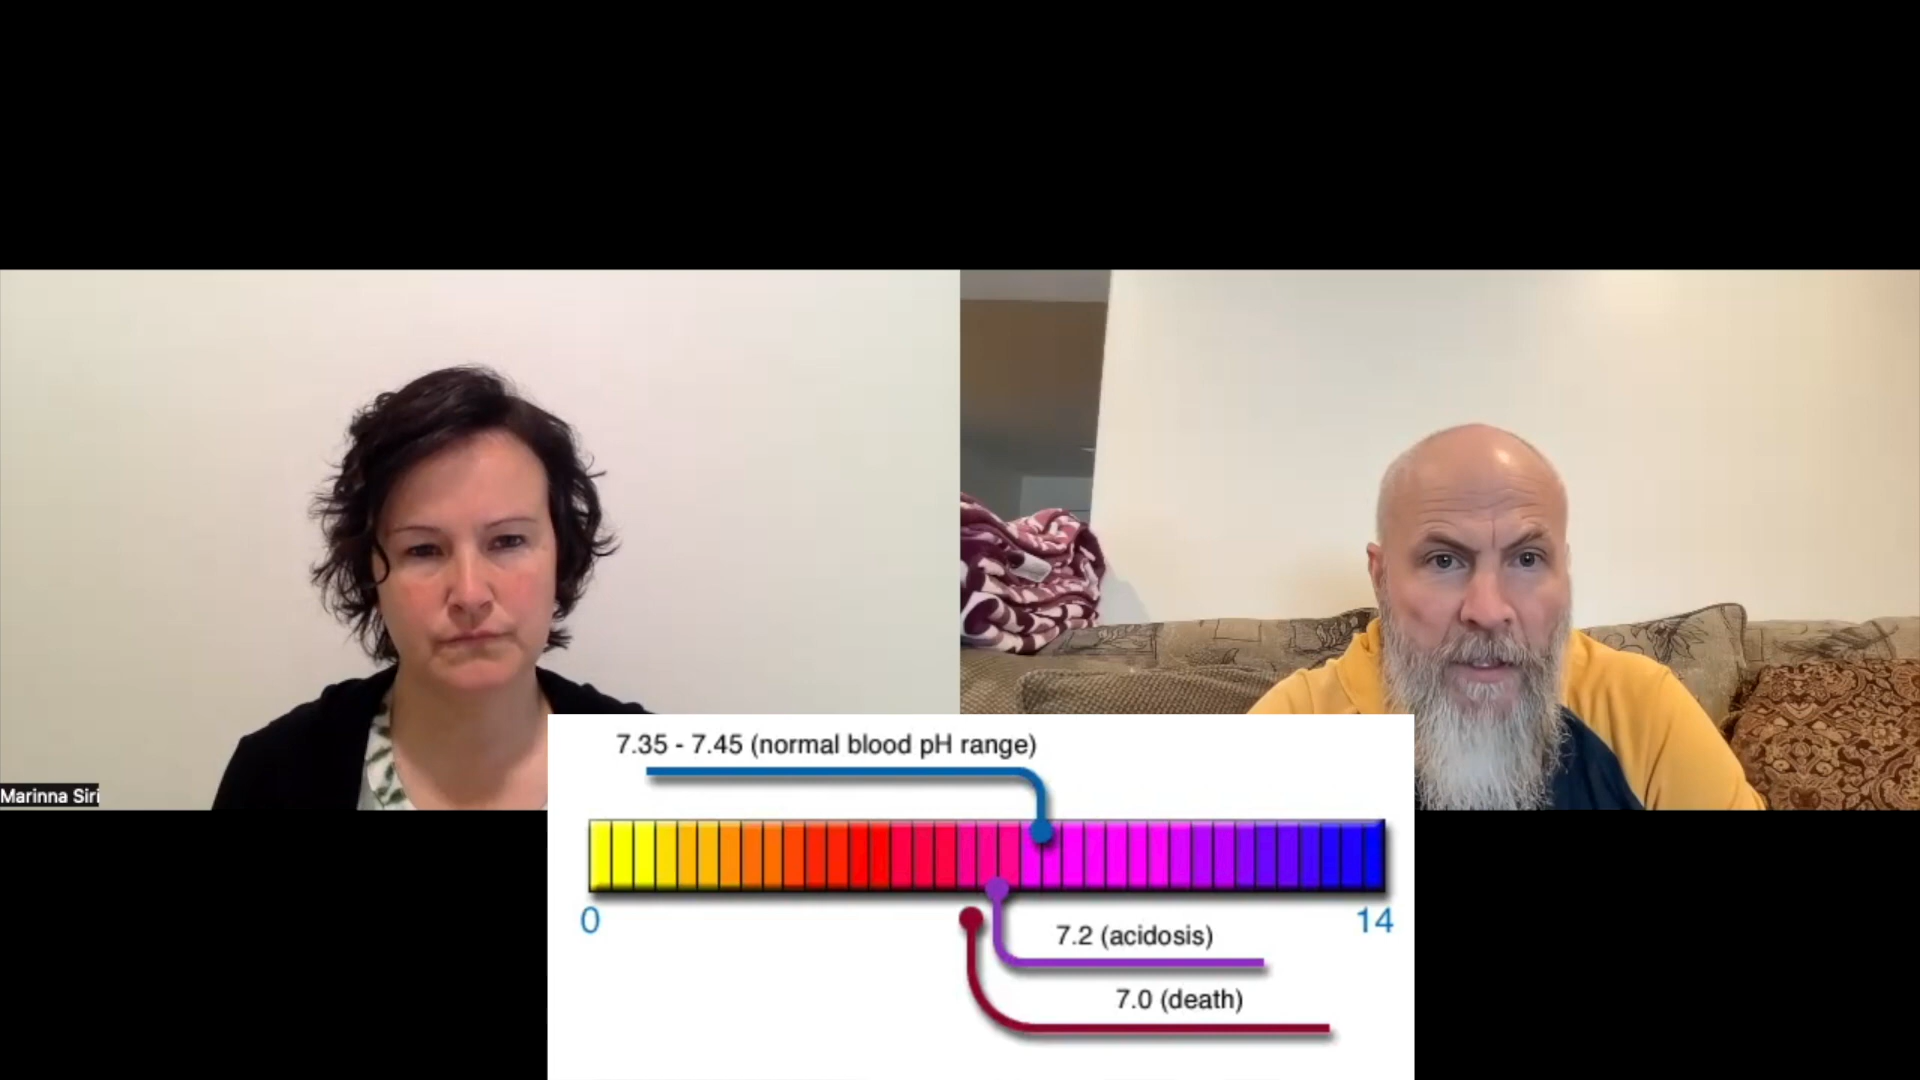 Marinna Siri
7.35 - 7.45 (normal blood pH range)
0
14
7.2 (acidosis)
7.0 (death)